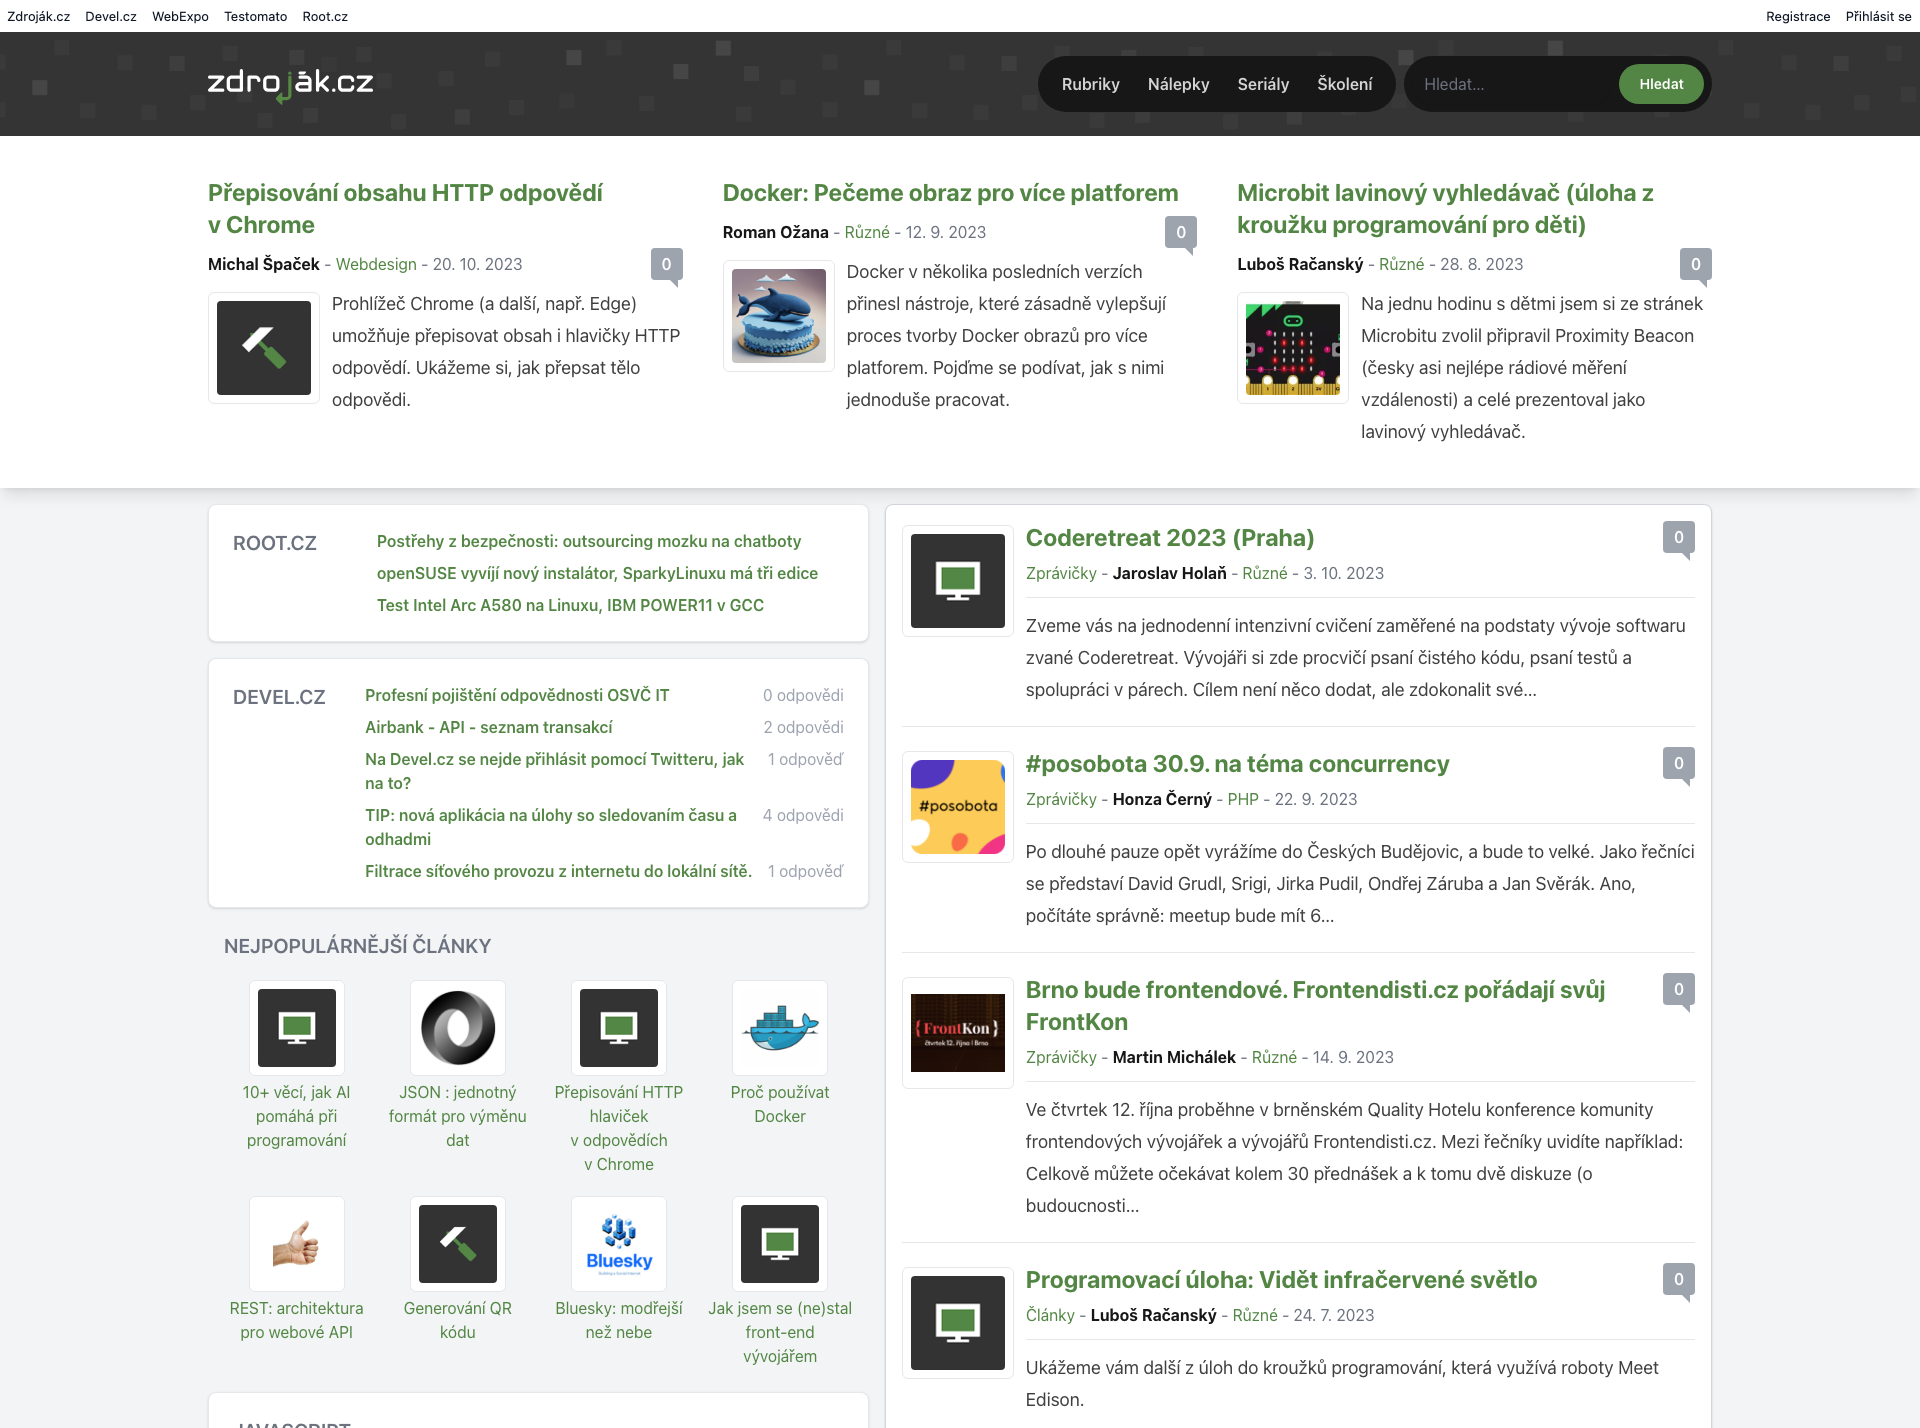 Zdroják.cz Devel.cz WebExpo Testomato Root.cz
Registrace Přihlásit se
zdroják.cz
Rubriky Nálepky Seriály Školení
Hledat... Hledat
Přepisování obsahu HTTP odpovědí
v Chrome
Michal Špaček - Webdesign - 20. 10. 2023
0
Prohlížeč Chrome (a další, např. Edge)
umožňuje přepisovat obsah i hlavičky HTTP
odpovědí. Ukážeme si, jak přepsat tělo
odpovědi.
Docker: Pečeme obraz pro více platforem
Roman Ožana - Různé - 12. 9. 2023
0
Docker v několika posledních verzích
přinesl nástroje, které zásadně vylepšují
proces tvorby Docker obrazů pro více
platforem. Pojďme se podívat, jak s nimi
jednoduše pracovat.
Microbit lavinový vyhledávač (úloha z
kroužku programování pro děti)
Luboš Račanský - Různé - 28. 8. 2023
0
Na jednu hodinu s dětmi jsem si ze stránek
Microbitu zvolil připravil Proximity Beacon
(česky asi nejlépe rádiové měření
vzdálenosti) a celé prezentoval jako
lavinový vyhledávač.
ROOT.CZ
Postřehy z bezpečnosti: outsourcing mozku na chatboty
openSUSE vyvíjí nový instalátor, SparkyLinuxu má tři edice
Test Intel Arc A580 na Linuxu, IBM POWER11 v GCC
DEVEL.CZ
Profesní pojištění odpovědnosti OSVČ IT 0 odpovědi
Airbank - API - seznam transakcí 2 odpovědi
Na Devel.cz se nejde přihlásit pomocí Twitteru, jak 1 odpověď
na to?
TIP: nová aplikácia na úlohy so sledovaním času a 4 odpovědi
odhadmi
Filtrace síťového provozu z internetu do lokální sítě. 1 odpověď
NEJPOPULÁRNĚJŠÍ ČLÁNKY
10+ věcí, jak AI
pomáhá při
programování
JSON : jednotný
formát pro výměnu
dat
Přepisování HTTP
hlaviček
v odpovědích
v Chrome
Proč používat
Docker
REST: architektura
pro webové API
Generování QR
kódu
Bluesky
Bluesky: modřejší
než nebe
Jak jsem se (ne)stal
front-end
vývojářem
JAVASCRIPT
Coderetreat 2023 (Praha)
0
Zprávičky - Jaroslav Holaň - Různé - 3. 10. 2023
Zveme vás na jednodenní intenzivní cvičení zaměřené na podstaty vývoje softwaru
zvané Coderetreat. Vývojáři si zde procvičí psaní čistého kódu, psaní testů a
spolupráci v párech. Cílem není něco dodat, ale zdokonalit své...
#posobota
#posobota 30.9. na téma concurrency
0
Zprávičky - Honza Černý - PHP - 22. 9. 2023
Po dlouhé pauze opět vyrážíme do Českých Budějovic, a bude to velké. Jako řečníci
se představí David Grudl, Srigi, Jirka Pudil, Ondřej Záruba a Jan Svěrák. Ano,
počítáte správně: meetup bude mít 6...
{ FrontKon }
čtvrtek 12. října | Brno
Brno bude frontendové. Frontendisti.cz pořádají svůj
FrontKon
0
Zprávičky - Martin Michálek - Různé - 14. 9. 2023
Ve čtvrtek 12. října proběhne v brněnském Quality Hotelu konference komunity
frontendových vývojářek a vývojářů Frontendisti.cz. Mezi řečníky uvidíte například:
Celkově můžete očekávat kolem 30 přednášek a k tomu dvě diskuze (o
budoucnosti...
Programovací úloha: Vidět infračervené světlo
0
Články - Luboš Račanský - Různé - 24. 7. 2023
Ukážeme vám další z úloh do kroužků programování, která využívá roboty Meet
Edison.